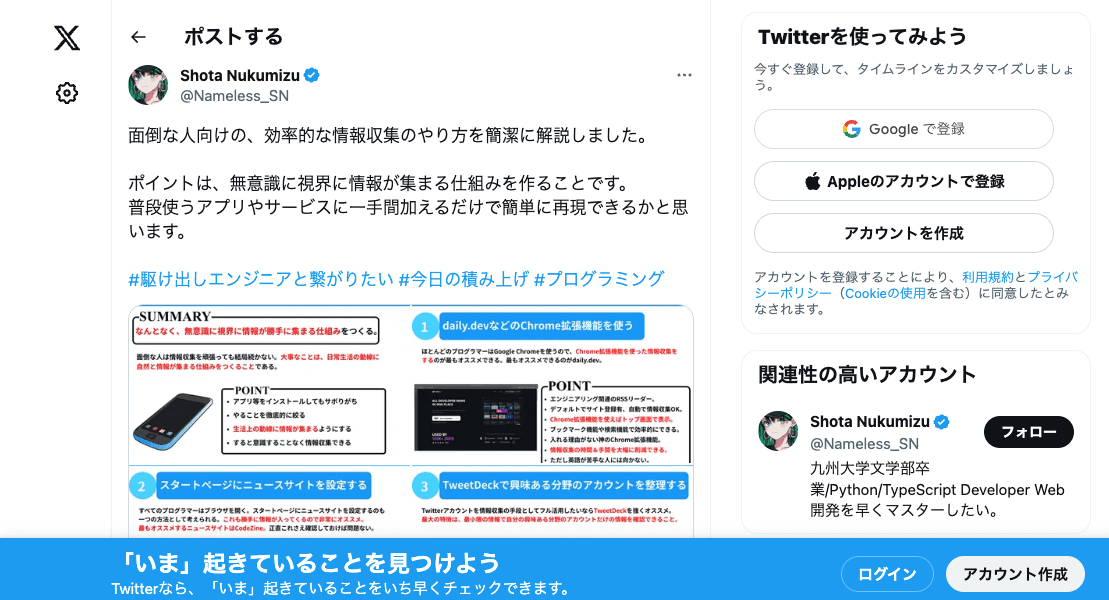 ポストする
Shota Nukumizu
@Nameless_SN
面倒な人向けの、効率的な情報収集のやり方を簡潔に解説しました。
ポイントは、無意識に視界に情報が集まる仕組みを作ることです。
普段使うアプリやサービスに一手間加えるだけで簡単に再現できるかと思
います。
#駆け出しエンジニアと繋がりたい #今日の積み上げ #プログラミング
SUMMARY
なんとなく、無意識に視界に情報が勝手に集まる仕組みをつくる。
面倒な人は情報収集を頑張っても結局続かない。大事なことは、日常生活の動線に
自然と情報が集まる仕組みをつくることである。
POINT
・アプリ等をインストールしてもサボりがち
・やることを徹底的に絞る
・生活上の動線に情報が集まるようにする
・すると意識することなく情報収集できる
1 daily.devなどのChrome拡張機能を使う
ほとんどのプログラマーはGoogle Chromeを使うので、Chrome拡張機能を使った情報収集を
するのが最もオススメできる。最もオススメできるのがdaily.dev。
POINT
・エンジニアリング関連のRSSリーダー。
・デフォルトでサイト登録有、自動で情報収集OK。
・Chrome拡張機能を使えばトップ画面で表示。
・ブックマーク機能や検索機能で効率的にできる。
・入れる理由がない神のChrome拡張機能。
・情報収集の時間＆手間を大幅に削減できる。
・ただし英語が苦手な人には向かない。
2 スタートページにニュースサイトを設定する
すべてのプログラマーはブラウザを開く。スタートページにニュースサイトを設定するのも
一つの方法として考えられる。これも勝手に情報が入ってくるので非常にオススメ。
最もオススメするニュースサイトはCodeZine。正直これさえ確認しておけば問題ない。
3 TweetDeckで興味ある分野のアカウントを整理する
Twitterアカウントを情報収集の手段としてフル活用したいならTweetDeckを強くオススメ。
最大の特徴は、最小限の情報で自分の興味ある分野のアカウントだけの情報を確認できること。
Twitterを使ってみよう
今すぐ登録して、タイムラインをカスタマイズしましょ
う。
Google で登録
Appleのアカウントで登録
アカウントを作成
アカウントを登録することにより、利用規約とプライバ
シーポリシー（Cookieの使用を含む）に同意したとみ
なされます。
関連性の高いアカウント
Shota Nukumizu
@Nameless_SN
フォロー
九州大学文学部卒
業/Python/TypeScript Developer Web
開発を早くマスターしたい。
「いま」起きていることを見つけよう
Twitterなら、「いま」起きていることをいち早くチェックできます。
ログイン
アカウント作成